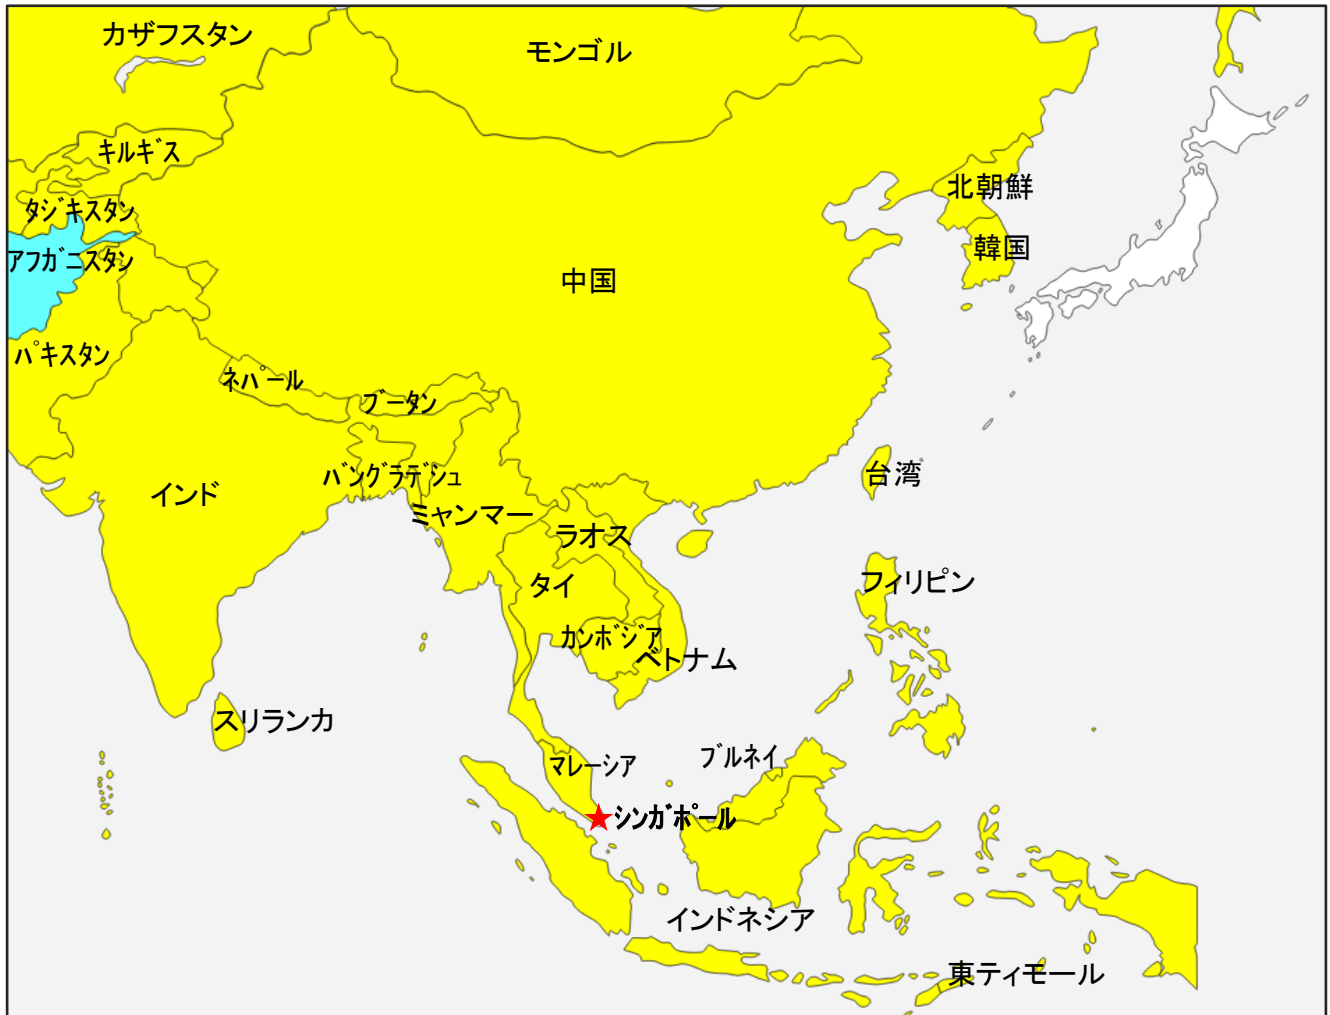 カザフスタン
モンゴル
キルギス
北朝鮮
タジキスタン
韓国
アフガニスタン
中国
パキスタン
ネパール
ブータン
台湾
バングラデシュ
インド
ミャンマー
ラオス
フィリピン
タイ
カンボジア
ベトナム
スリランカ
ブルネイ
マレーシア
シンガポール
インドネシア
東ティモール